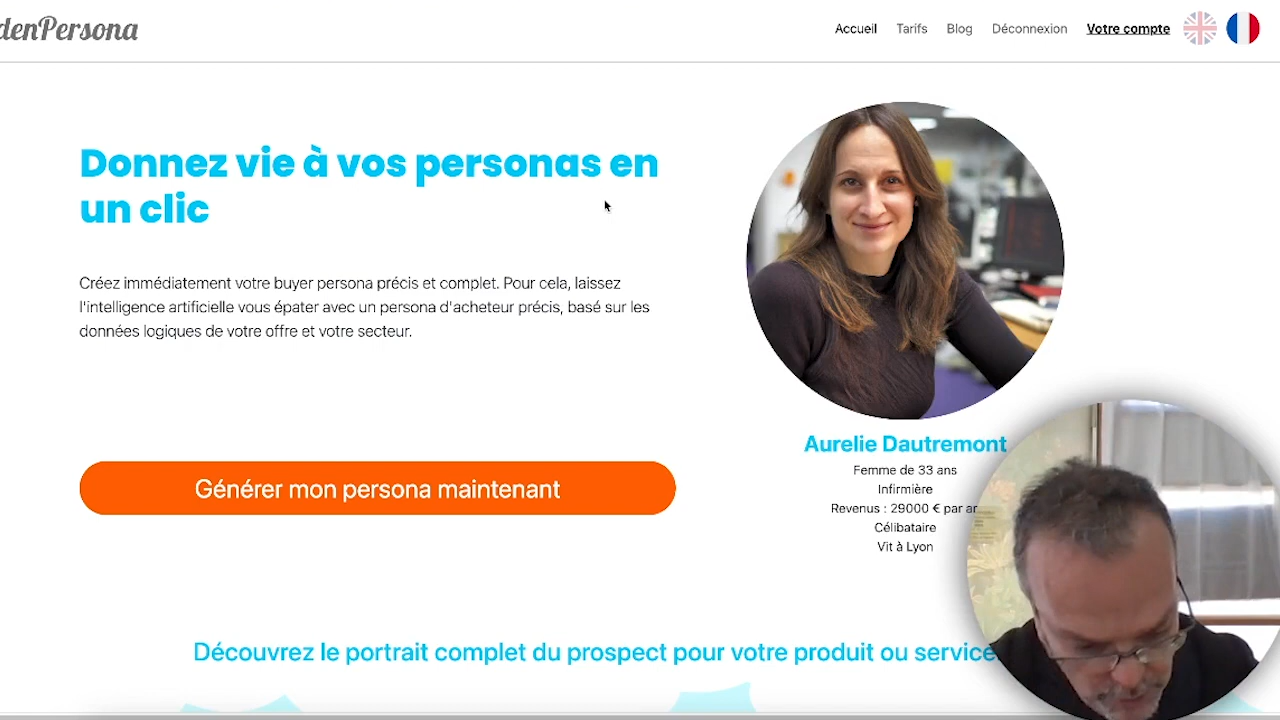 denPersona
Accueil
Tarifs
Blog
Déconnexion
Votre compte
Donnez vie à vos personas en
un clic
Créez immédiatement votre buyer persona précis et complet. Pour cela, laissez
l'intelligence artificielle vous épater avec un persona d'acheteur précis, basé sur les
données logiques de votre offre et votre secteur.
Générer mon persona maintenant
Aurelie Dautremont
Femme de 33 ans
Infirmière
Revenus : 29000 € par an
Célibataire
Vit à Lyon
Découvrez le portrait complet du prospect pour votre produit ou service